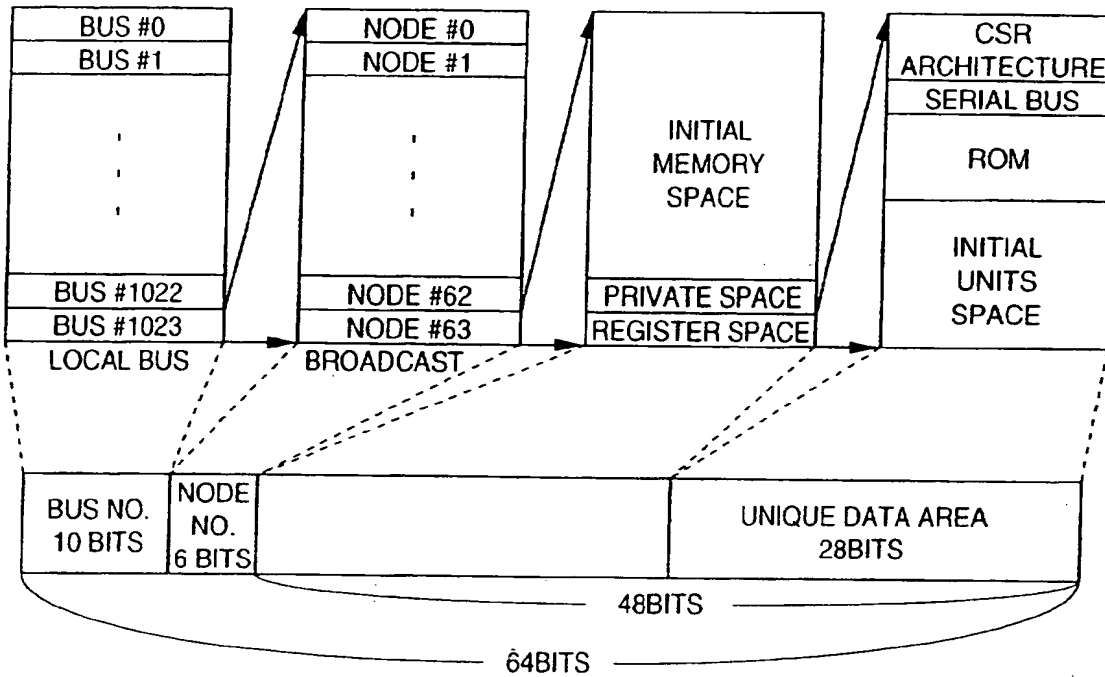 BUS #0
BUS #1
BUS #1022
BUS #1023
LOCAL BUS
NODE #0
NODE #1
NODE #62
NODE #63
BROADCAST
INITIAL
MEMORY
SPACE
PRIVATE SPACE
REGISTER SPACE
CSR
ARCHITECTURE
SERIAL BUS
ROM
INITIAL
UNITS
SPACE
BUS NO.
10 BITS
NODE
NO.
6 BITS
UNIQUE DATA AREA
28BITS
48BITS
64BITS